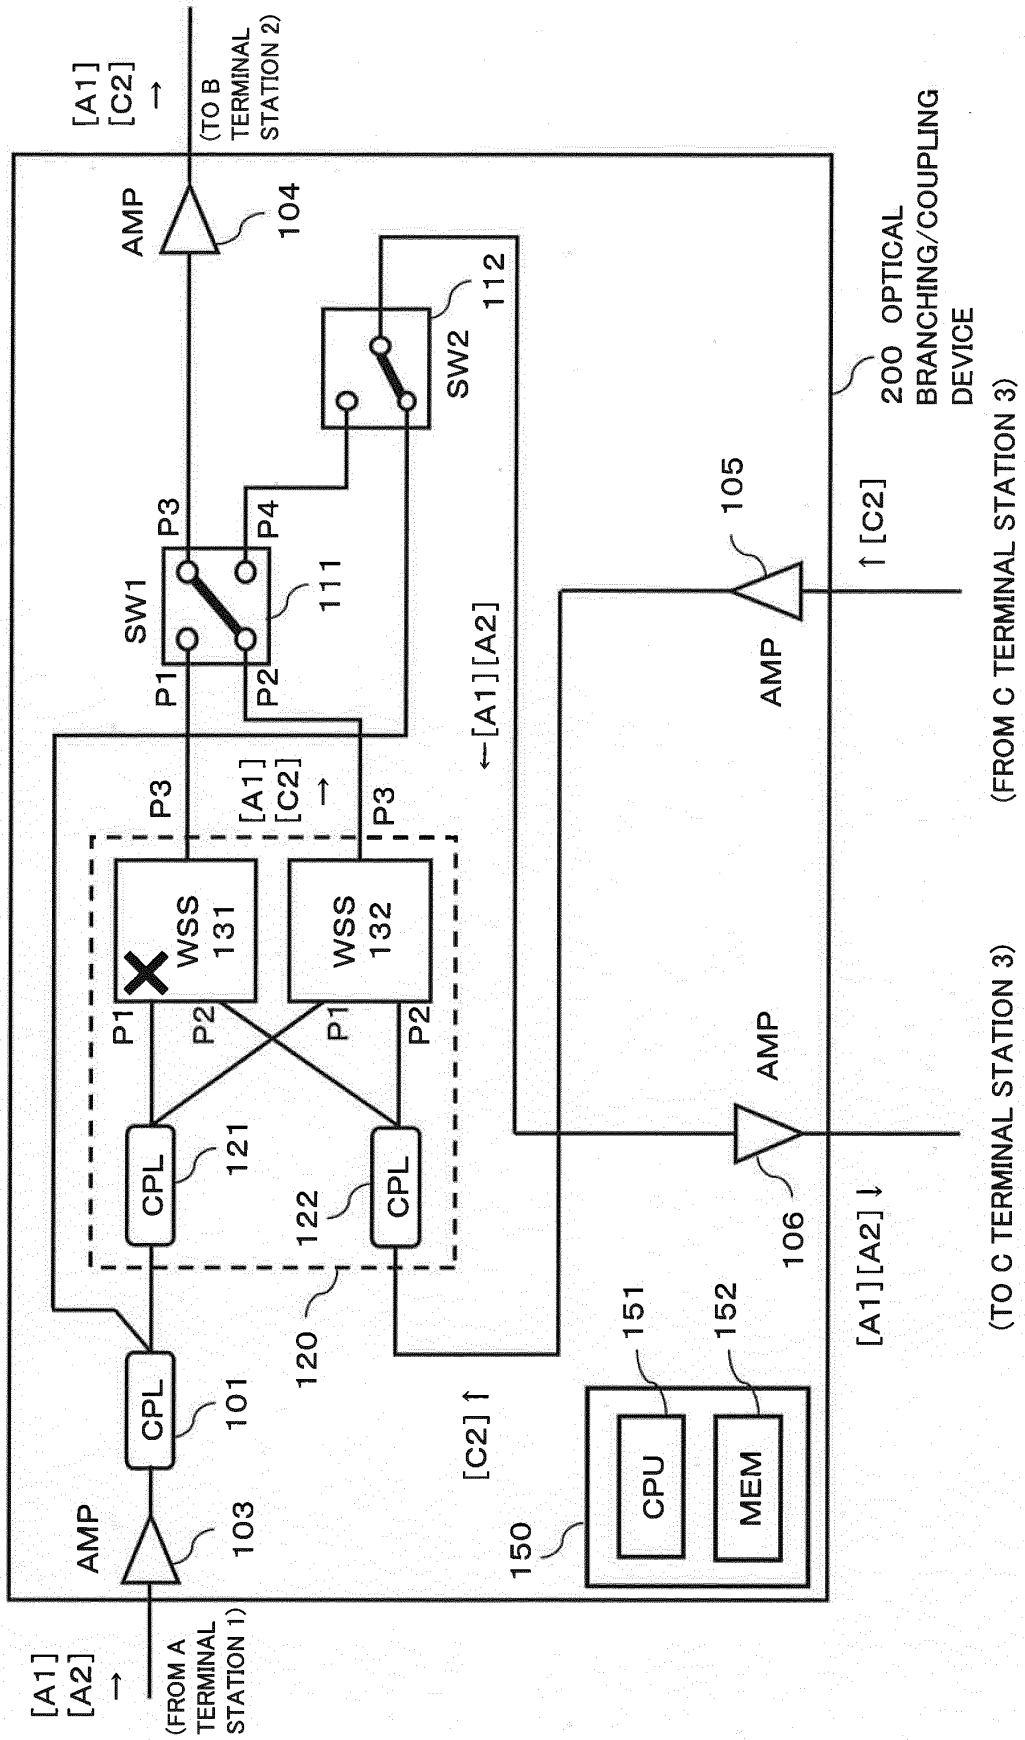 [A1]
[A2]
→
(FROM A
TERMINAL
STATION 1)
AMP
103
CPL
101
120
CPL
121
122
CPL
P1
P2
P1
P2
WSS
131
WSS
132
P3
[A1]
[C2]
→
P3
SW1
P1
P2
P3
P4
111
SW2
112
AMP
104
[A1]
[C2]
→
(TO B
TERMINAL
STATION 2)
←[A1][A2]
[C2]↑
150
CPU
151
MEM
152
AMP
106
[A1][A2]↓
(TO C TERMINAL STATION 3)
AMP
105
↑[C2]
(FROM C TERMINAL STATION 3)
200 OPTICAL
BRANCHING/COUPLING
DEVICE